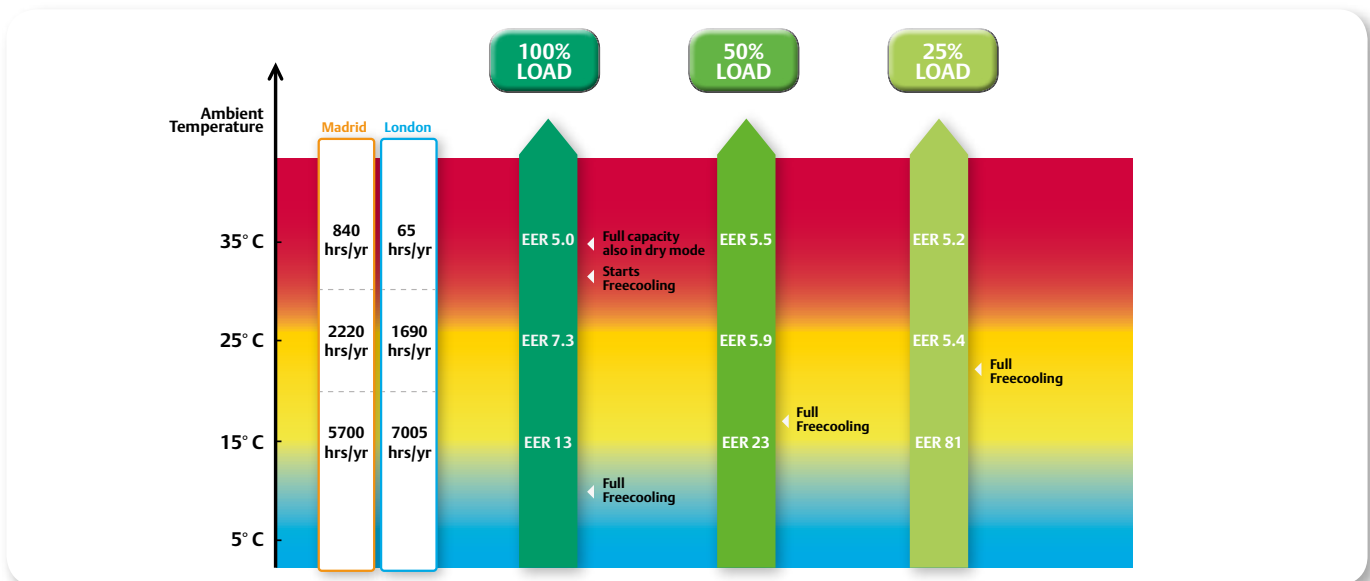 100%
LOAD
50%
LOAD
25%
LOAD
Ambient
Temperature
Madrid
London
35° C
840
hrs/yr
65
hrs/yr
EER 5.0
Full capacity
also in dry mode
EER 5.5
EER 5.2
Starts
Freecooling
25° C
2220
hrs/yr
1690
hrs/yr
EER 7.3
EER 5.9
EER 5.4
Full
Freecooling
Full
Freecooling
15° C
5700
hrs/yr
7005
hrs/yr
EER 13
EER 23
EER 81
Full
Freecooling
5° C